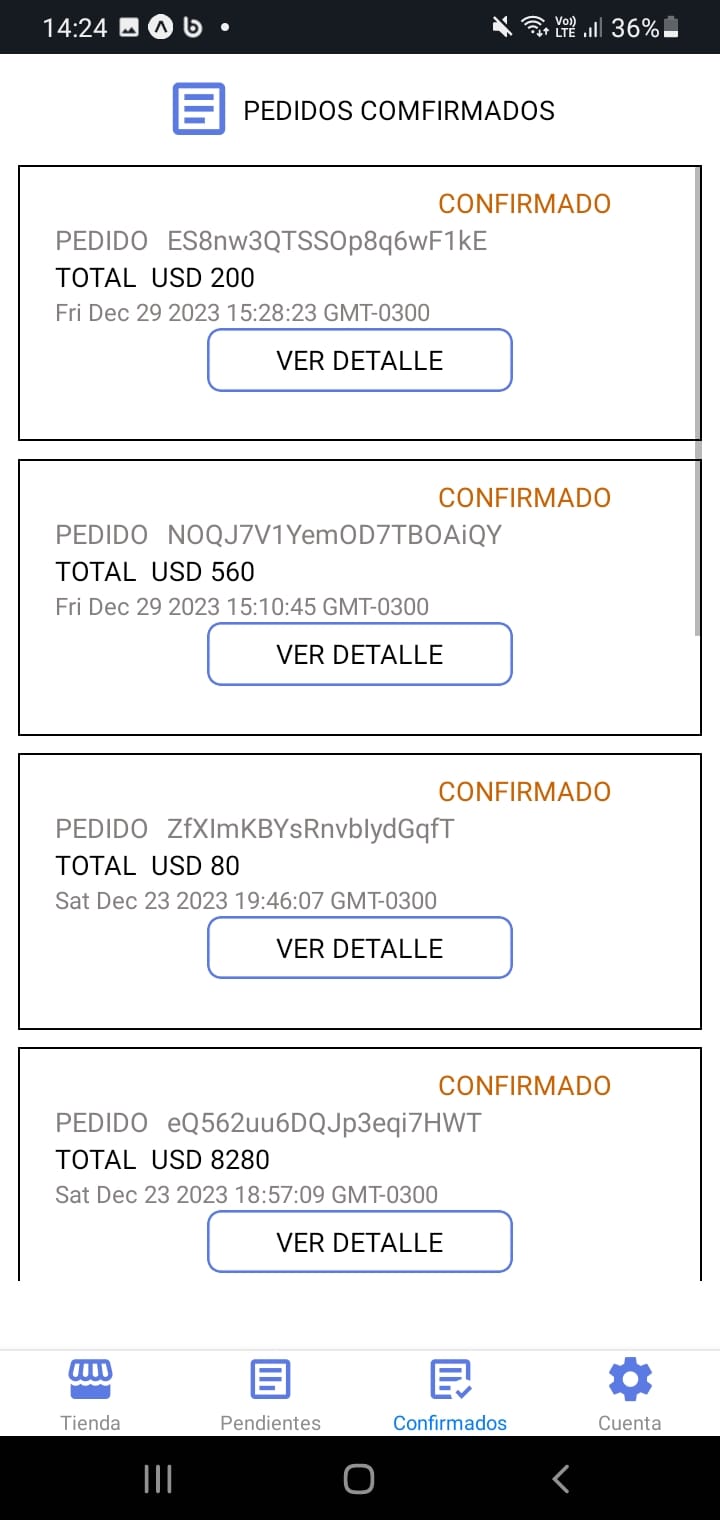 14:24
Vo)) LTE 36%
PEDIDOS COMFIRMADOS
CONFIRMADO
PEDIDO ES8nw3QTSSOp8q6wF1kE
TOTAL USD 200
Fri Dec 29 2023 15:28:23 GMT-0300
VER DETALLE
CONFIRMADO
PEDIDO NOQJ7V1YemOD7TBOAiQY
TOTAL USD 560
Fri Dec 29 2023 15:10:45 GMT-0300
VER DETALLE
CONFIRMADO
PEDIDO ZfXImKBYsRnvbIydGqfT
TOTAL USD 80
Sat Dec 23 2023 19:46:07 GMT-0300
VER DETALLE
CONFIRMADO
PEDIDO eQ562uu6DQJp3eqi7HWT
TOTAL USD 8280
Sat Dec 23 2023 18:57:09 GMT-0300
VER DETALLE
Tienda Pendientes Confirmados Cuenta